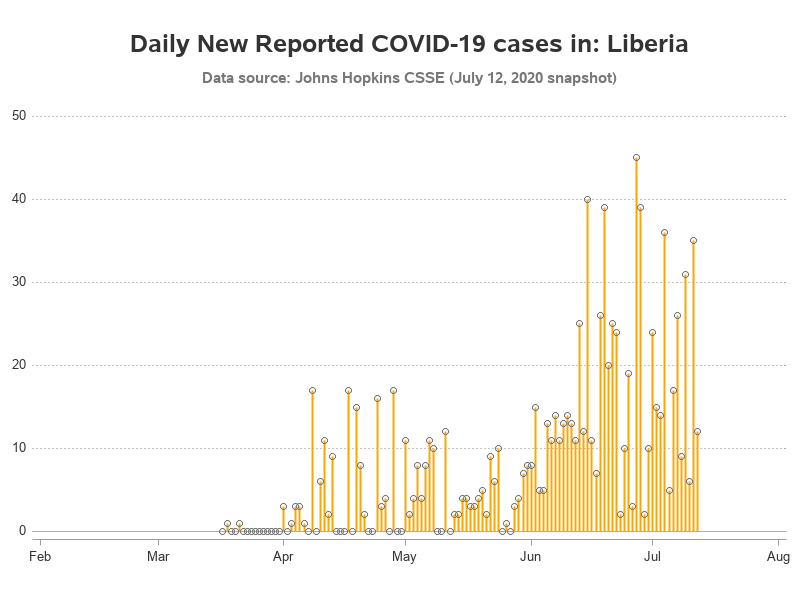 Daily New Reported COVID-19 cases in: Liberia
Data source: Johns Hopkins CSSE (July 12, 2020 snapshot)
50
40
30
20
10
0
Feb Mar Apr May Jun Jul Aug